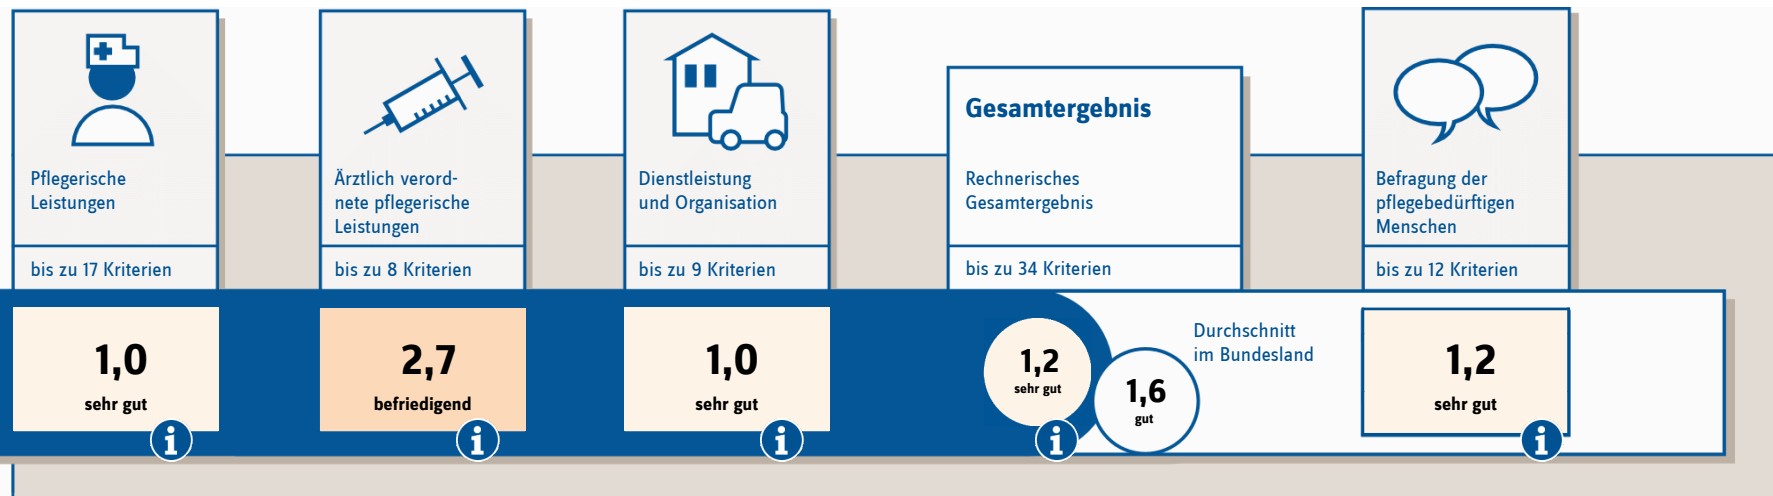 Pflegerische
Leistungen
bis zu 17 Kriterien
1,0
sehr gut
i
Ärztlich verord-
nete pflegerische
Leistungen
bis zu 8 Kriterien
2,7
befriedigend
i
Dienstleistung
und Organisation
bis zu 9 Kriterien
1,0
sehr gut
i
Gesamtergebnis
Rechnerisches
Gesamtergebnis
bis zu 34 Kriterien
1,2
sehr gut
i
1,6
gut
Durchschnitt
im Bundesland
Befragung der
pflegebedürftigen
Menschen
bis zu 12 Kriterien
1,2
sehr gut
i